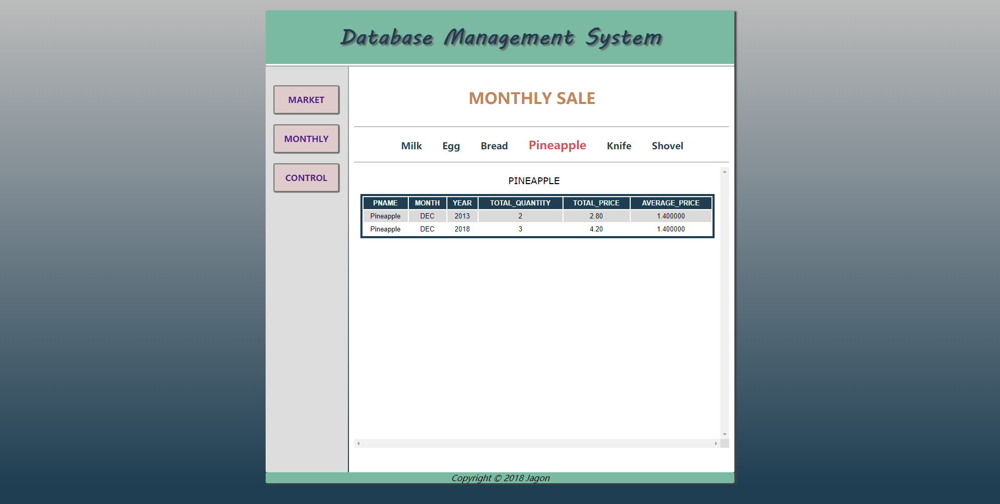 Database Management System
MARKET
MONTHLY
CONTROL
MONTHLY SALE
Milk Egg Bread Pineapple Knife Shovel
PINEAPPLE
PNAME MONTH YEAR TOTAL_QUANTITY TOTAL_PRICE AVERAGE_PRICE
Pineapple DEC 2013 2 2.80 1.400000
Pineapple DEC 2018 3 4.20 1.400000
Copyright © 2018 Jagon